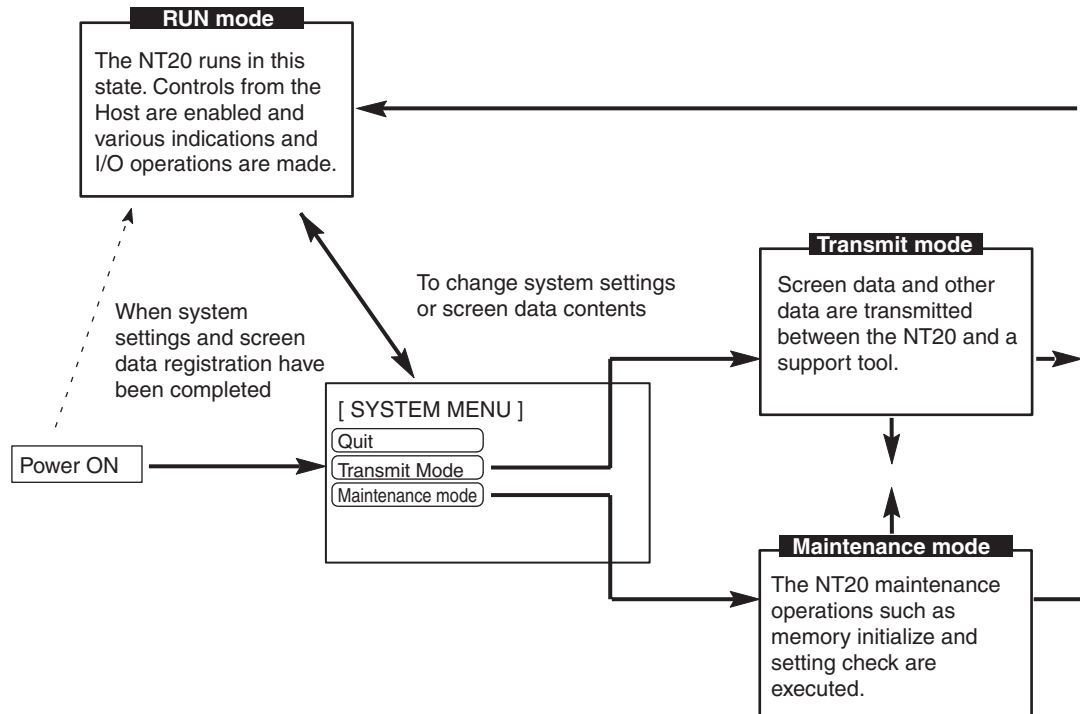 RUN mode
The NT20 runs in this
state. Controls from the
Host are enabled and
various indications and
I/O operations are made.
To change system settings
or screen data contents
When system
settings and screen
data registration have
been completed
Transmit mode
Screen data and other
data are transmitted
between the NT20 and a
support tool.
Power ON
[ SYSTEM MENU ]
Quit
Transmit Mode
Maintenance mode
Maintenance mode
The NT20 maintenance
operations such as
memory initialize and
setting check are
executed.